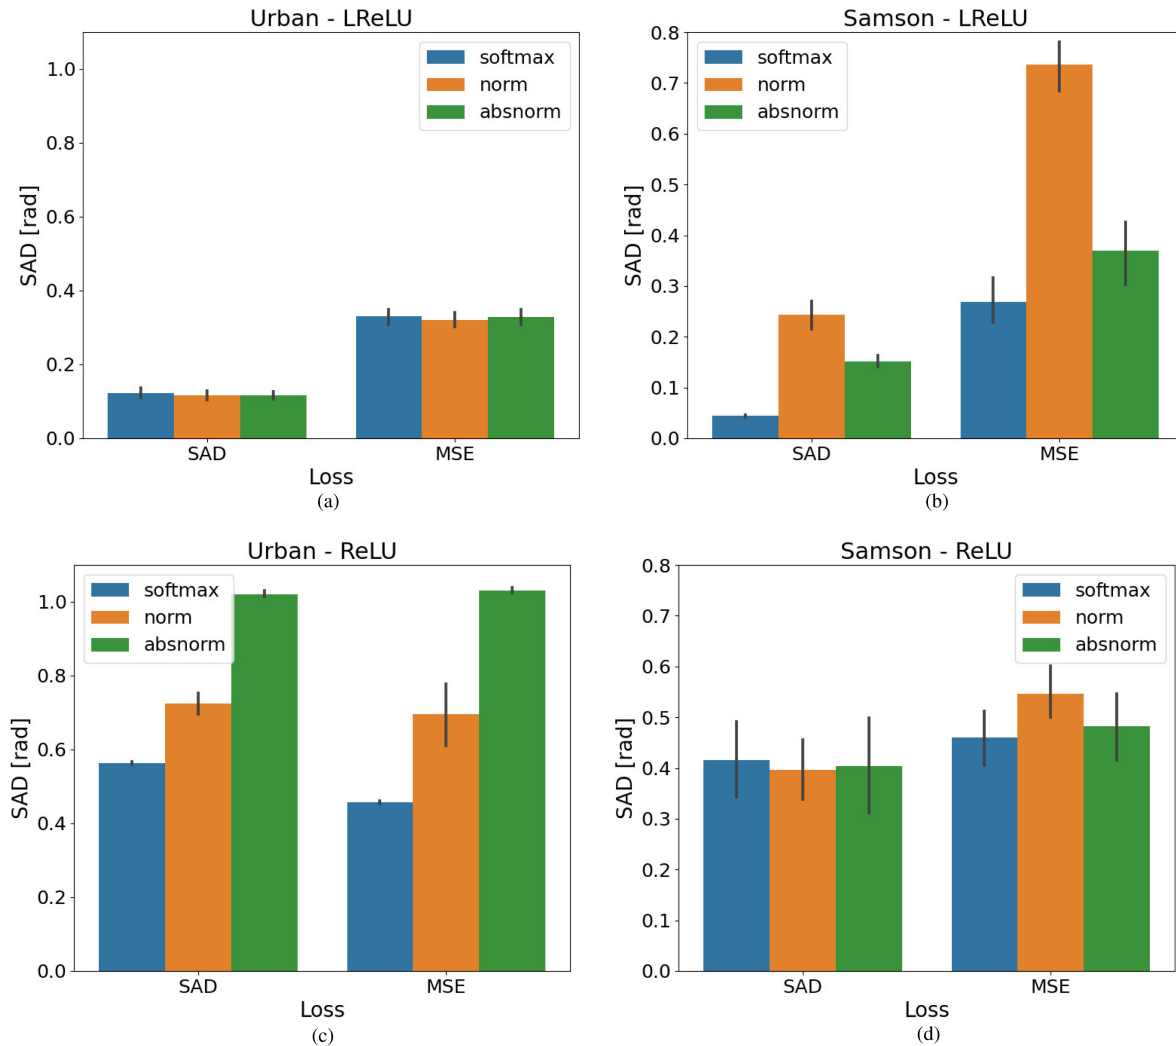 Urban - LReLU
1.0
0.8
0.6
0.4
0.2
0.0
SAD [rad]
softmax
norm
absnorm
SAD
MSE
Loss
(a)
Samson - LReLU
0.8
0.7
0.6
0.5
0.4
0.3
0.2
0.1
0.0
SAD [rad]
softmax
norm
absnorm
SAD
MSE
Loss
(b)
Urban - ReLU
1.0
0.8
0.6
0.4
0.2
0.0
SAD [rad]
softmax
norm
absnorm
SAD
MSE
Loss
(c)
Samson - ReLU
0.8
0.7
0.6
0.5
0.4
0.3
0.2
0.1
0.0
SAD [rad]
softmax
norm
absnorm
SAD
MSE
Loss
(d)